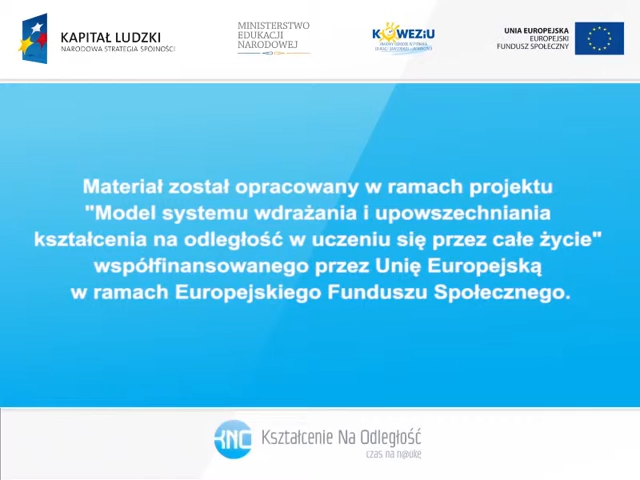 KAPITAŁ LUDZKI
NARODOWA STRATEGIA SPÓJNOŚCI
MINISTERSTWO
EDUKACJI
NARODOWEJ
KOWEZiU
UNIA EUROPEJSKA
EUROPEJSKI
FUNDUSZ SPOŁECZNY
Materiał został opracowany w ramach projektu
"Model systemu wdrażania i upowszechniania
kształcenia na odległość w uczeniu się przez całe życie"
współfinansowanego przez Unię Europejską
w ramach Europejskiego Funduszu Społecznego.
KNO Kształcenie Na Odległość
czas na n@ukę